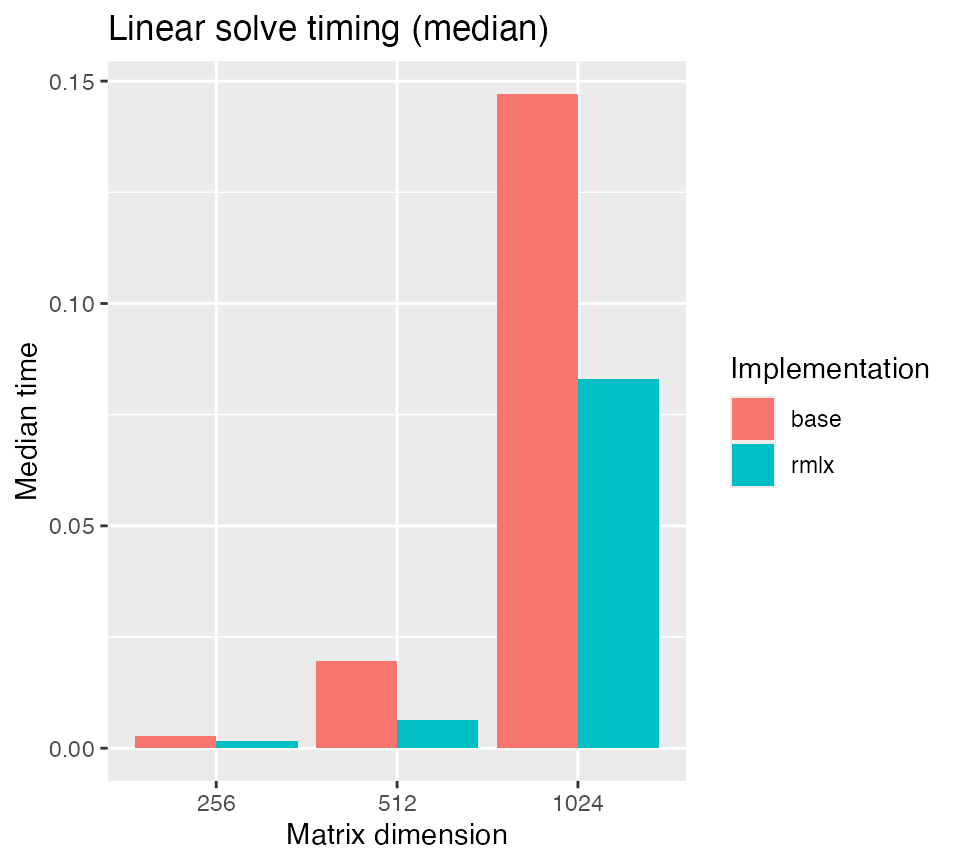 Linear solve timing (median)
0.15
0.10
0.05
0.00
Median time
256
512
1024
Matrix dimension
Implementation
base
rmlx